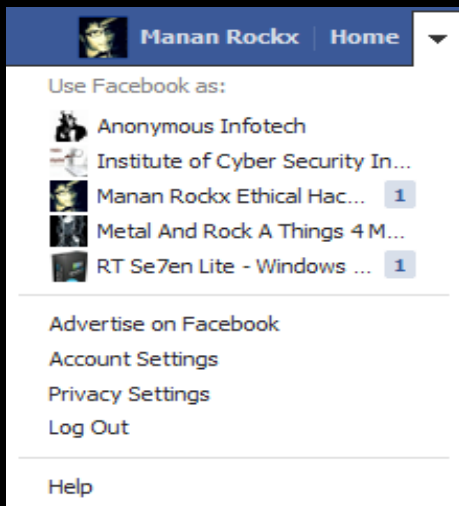 Manan Rockx Home
Use Facebook as:
Anonymous Infotech
Institute of Cyber Security In...
Manan Rockx Ethical Hac... 1
Metal And Rock A Things 4 M...
RT Se7en Lite - Windows ... 1
Advertise on Facebook
Account Settings
Privacy Settings
Log Out
Help